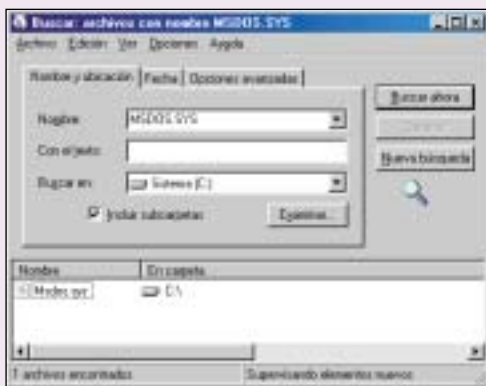 Buscar: archivos con nombre MSDOS.SYS
Archivo Edición Ver Opciones Ayuda
Nombre y ubicación Fecha Opciones avanzadas
Nombre: MSDOS.SYS
Con el texto:
Buscar en: Sistema (C:)
Incluir subcarpetas
Examinar...
Buscar ahora
Nueva búsqueda
Nombre En carpeta
Msdos.sys C:\
1 archivos encontrados Supervisando elementos nuevos